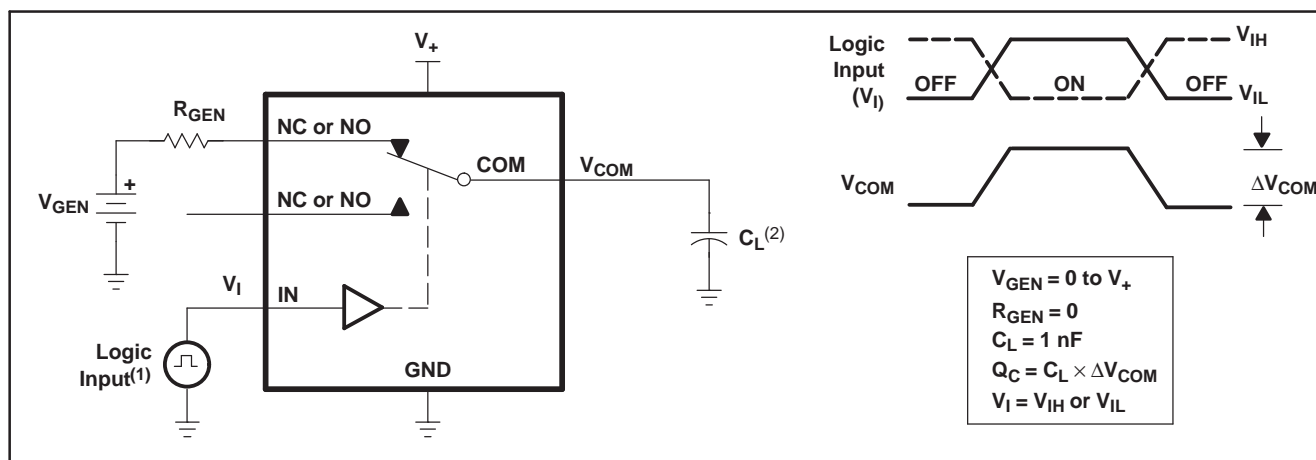 V+
RGEN
NC or NO
COM
VCOM
VGEN
+
NC or NO
CL(2)
VI
IN
Logic
Input(1)
GND
Logic
Input
(VI)
VIH
OFF
ON
OFF
VIL
VCOM
ΔVCOM
VGEN = 0 to V+
RGEN = 0
CL = 1 nF
QC = CL × ΔVCOM
VI = VIH or VIL